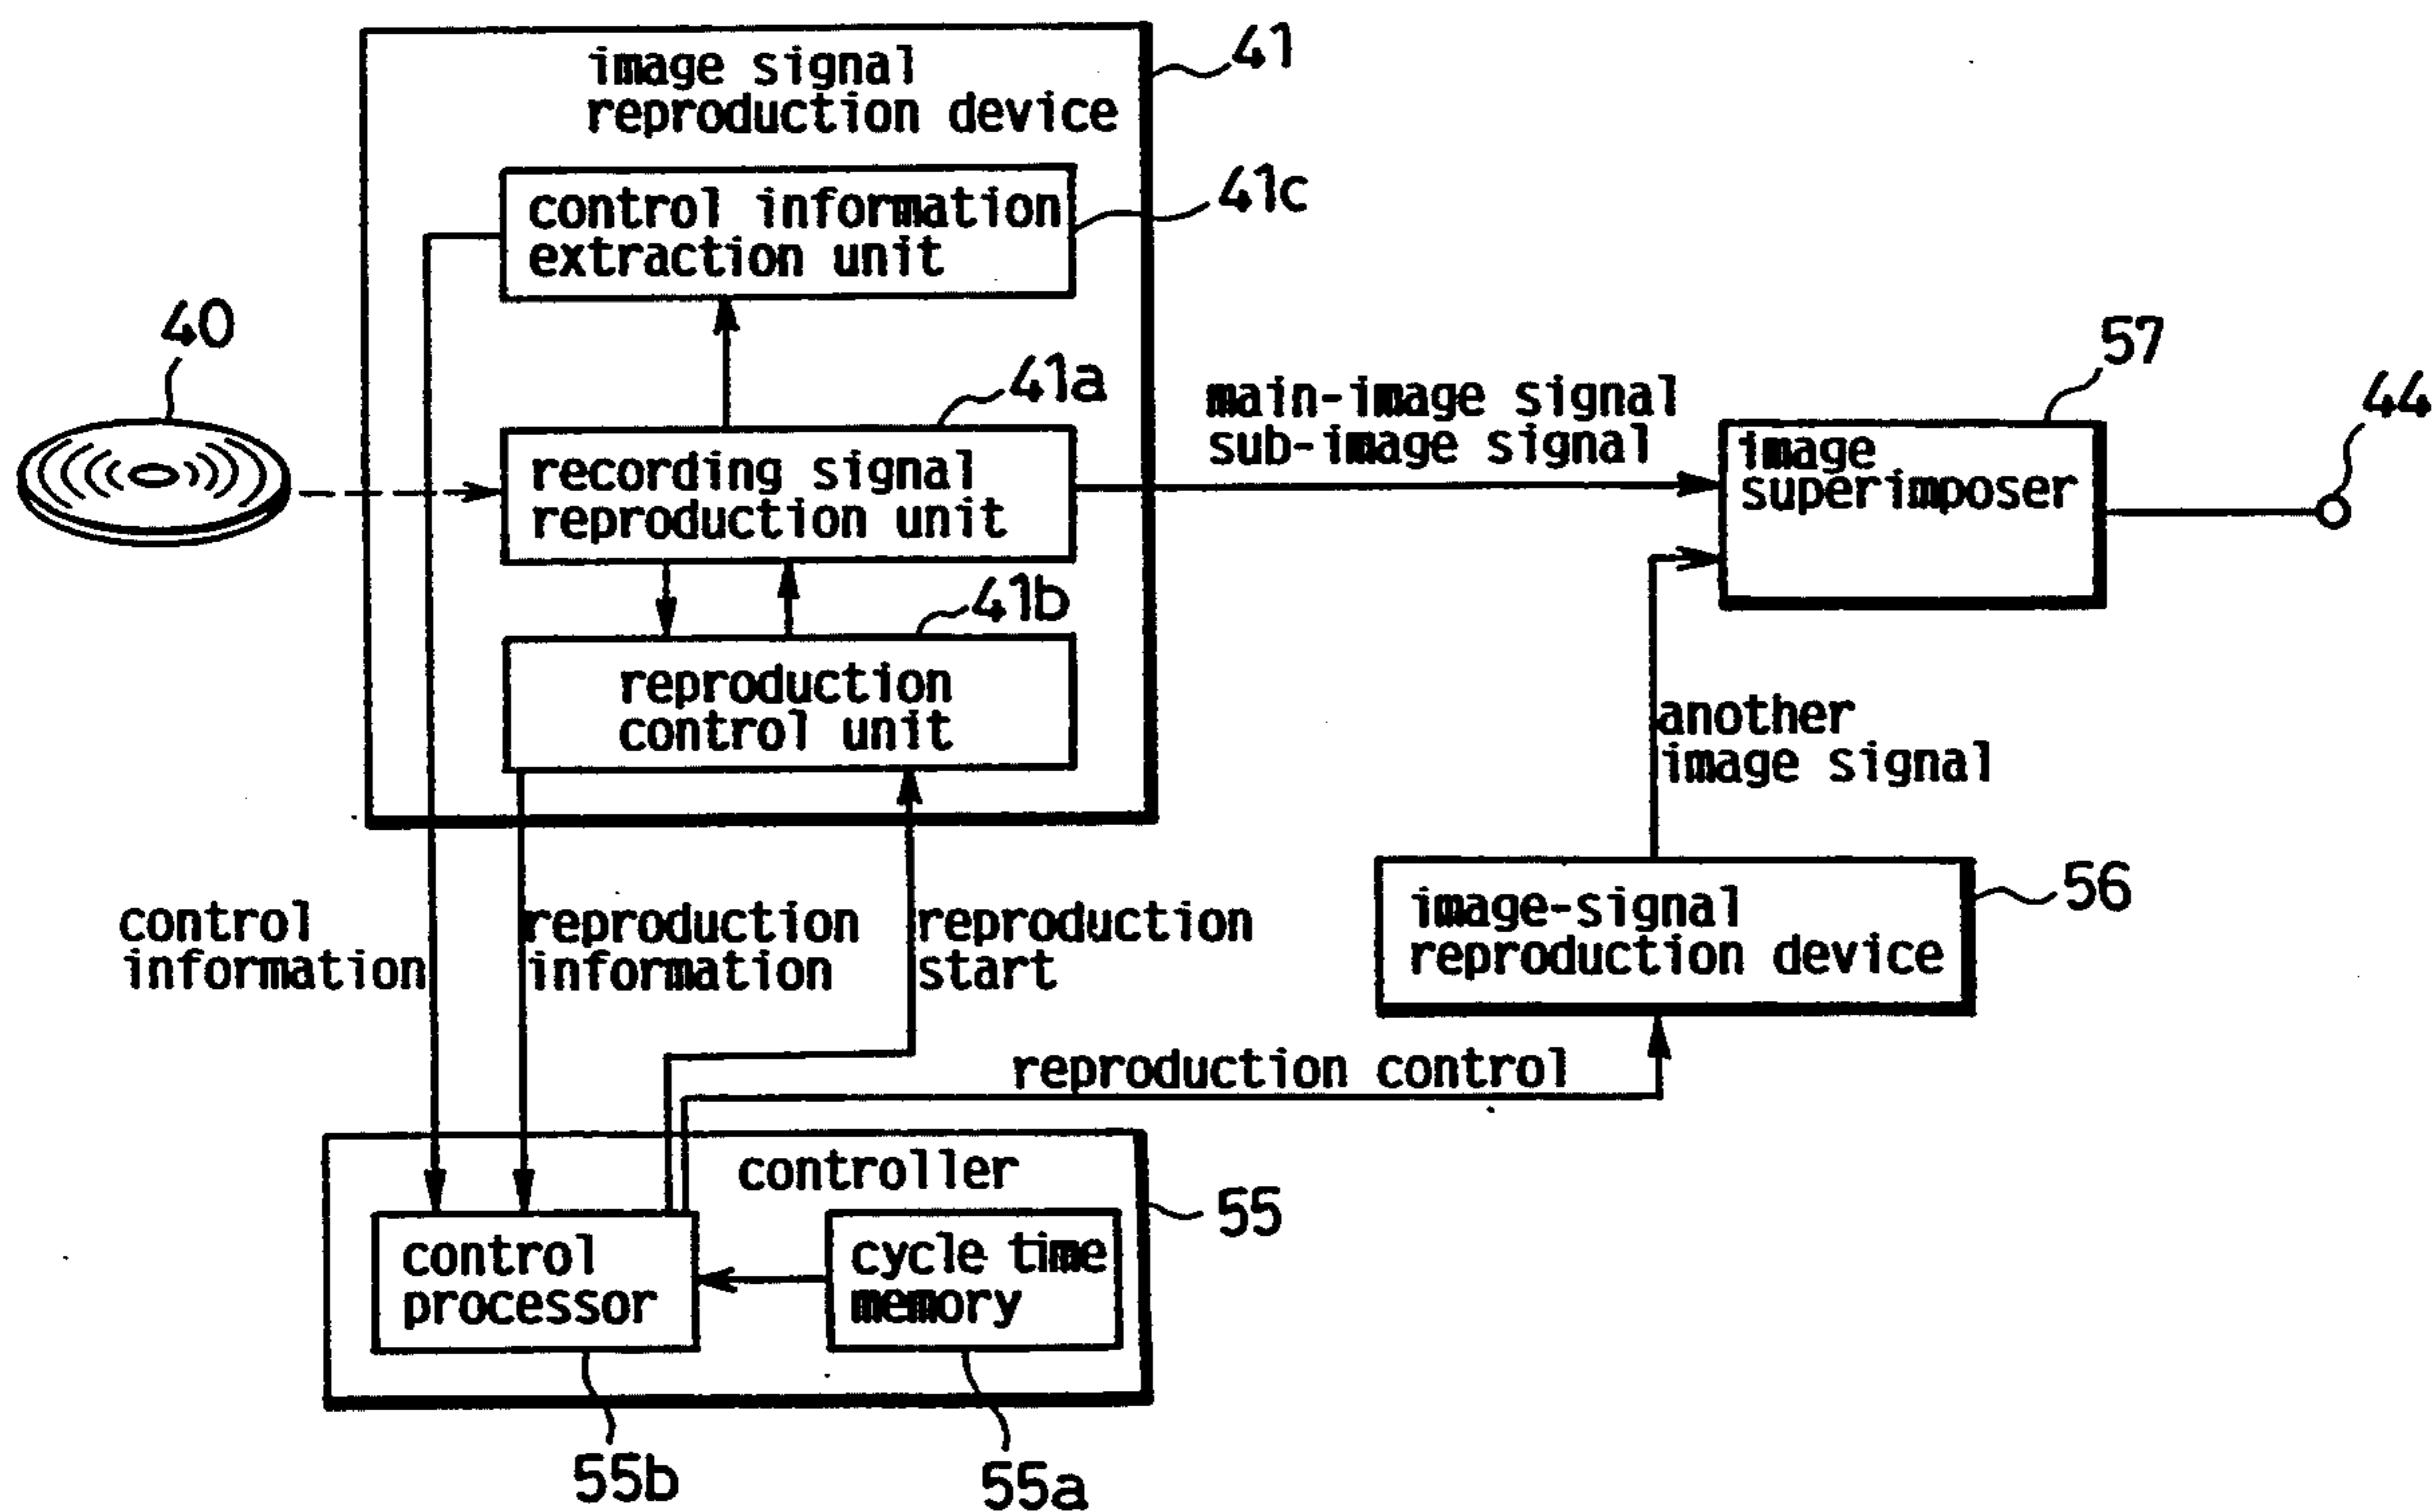 image signal
reproduction device
41
control information
extraction unit
41c
40
41a
recording signal
reproduction unit
main-image signal
sub-image signal
57
44
image
superimposer
41b
reproduction
control unit
another
image signal
control
information
reproduction
information
reproduction
start
image-signal
reproduction device
56
reproduction control
controller
55
control
processor
cycle time
memory
55b
55a